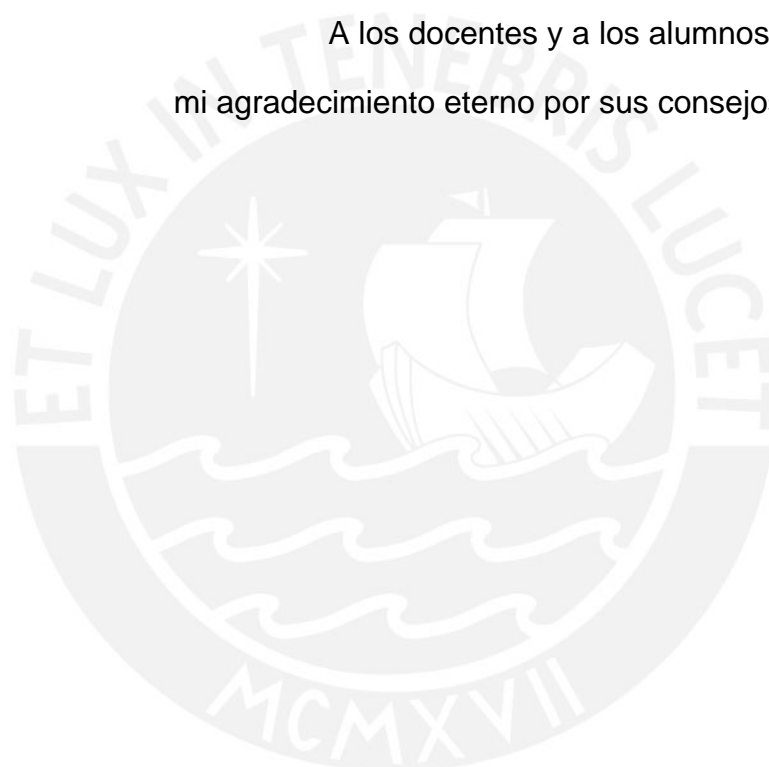 A los docentes y a los alumnos
mi agradecimiento eterno por sus consejo
ET LUX IN TENEBRIS LUCET
MCMXVII